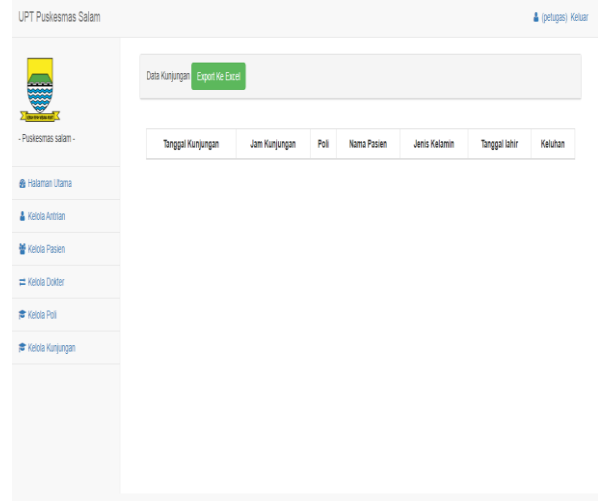 UPT Puskesmas Salam
(petugas) Keluar
- Puskesmas salam -
Halaman Utama
Kelola Antrian
Kelola Pasien
Kelola Dokter
Kelola Poli
Kelola Kunjungan
Data Kunjungan Export Ke Excel
Tanggal Kunjungan Jam Kunjungan Poli Nama Pasien Jenis Kelamin Tanggal lahir Keluhan